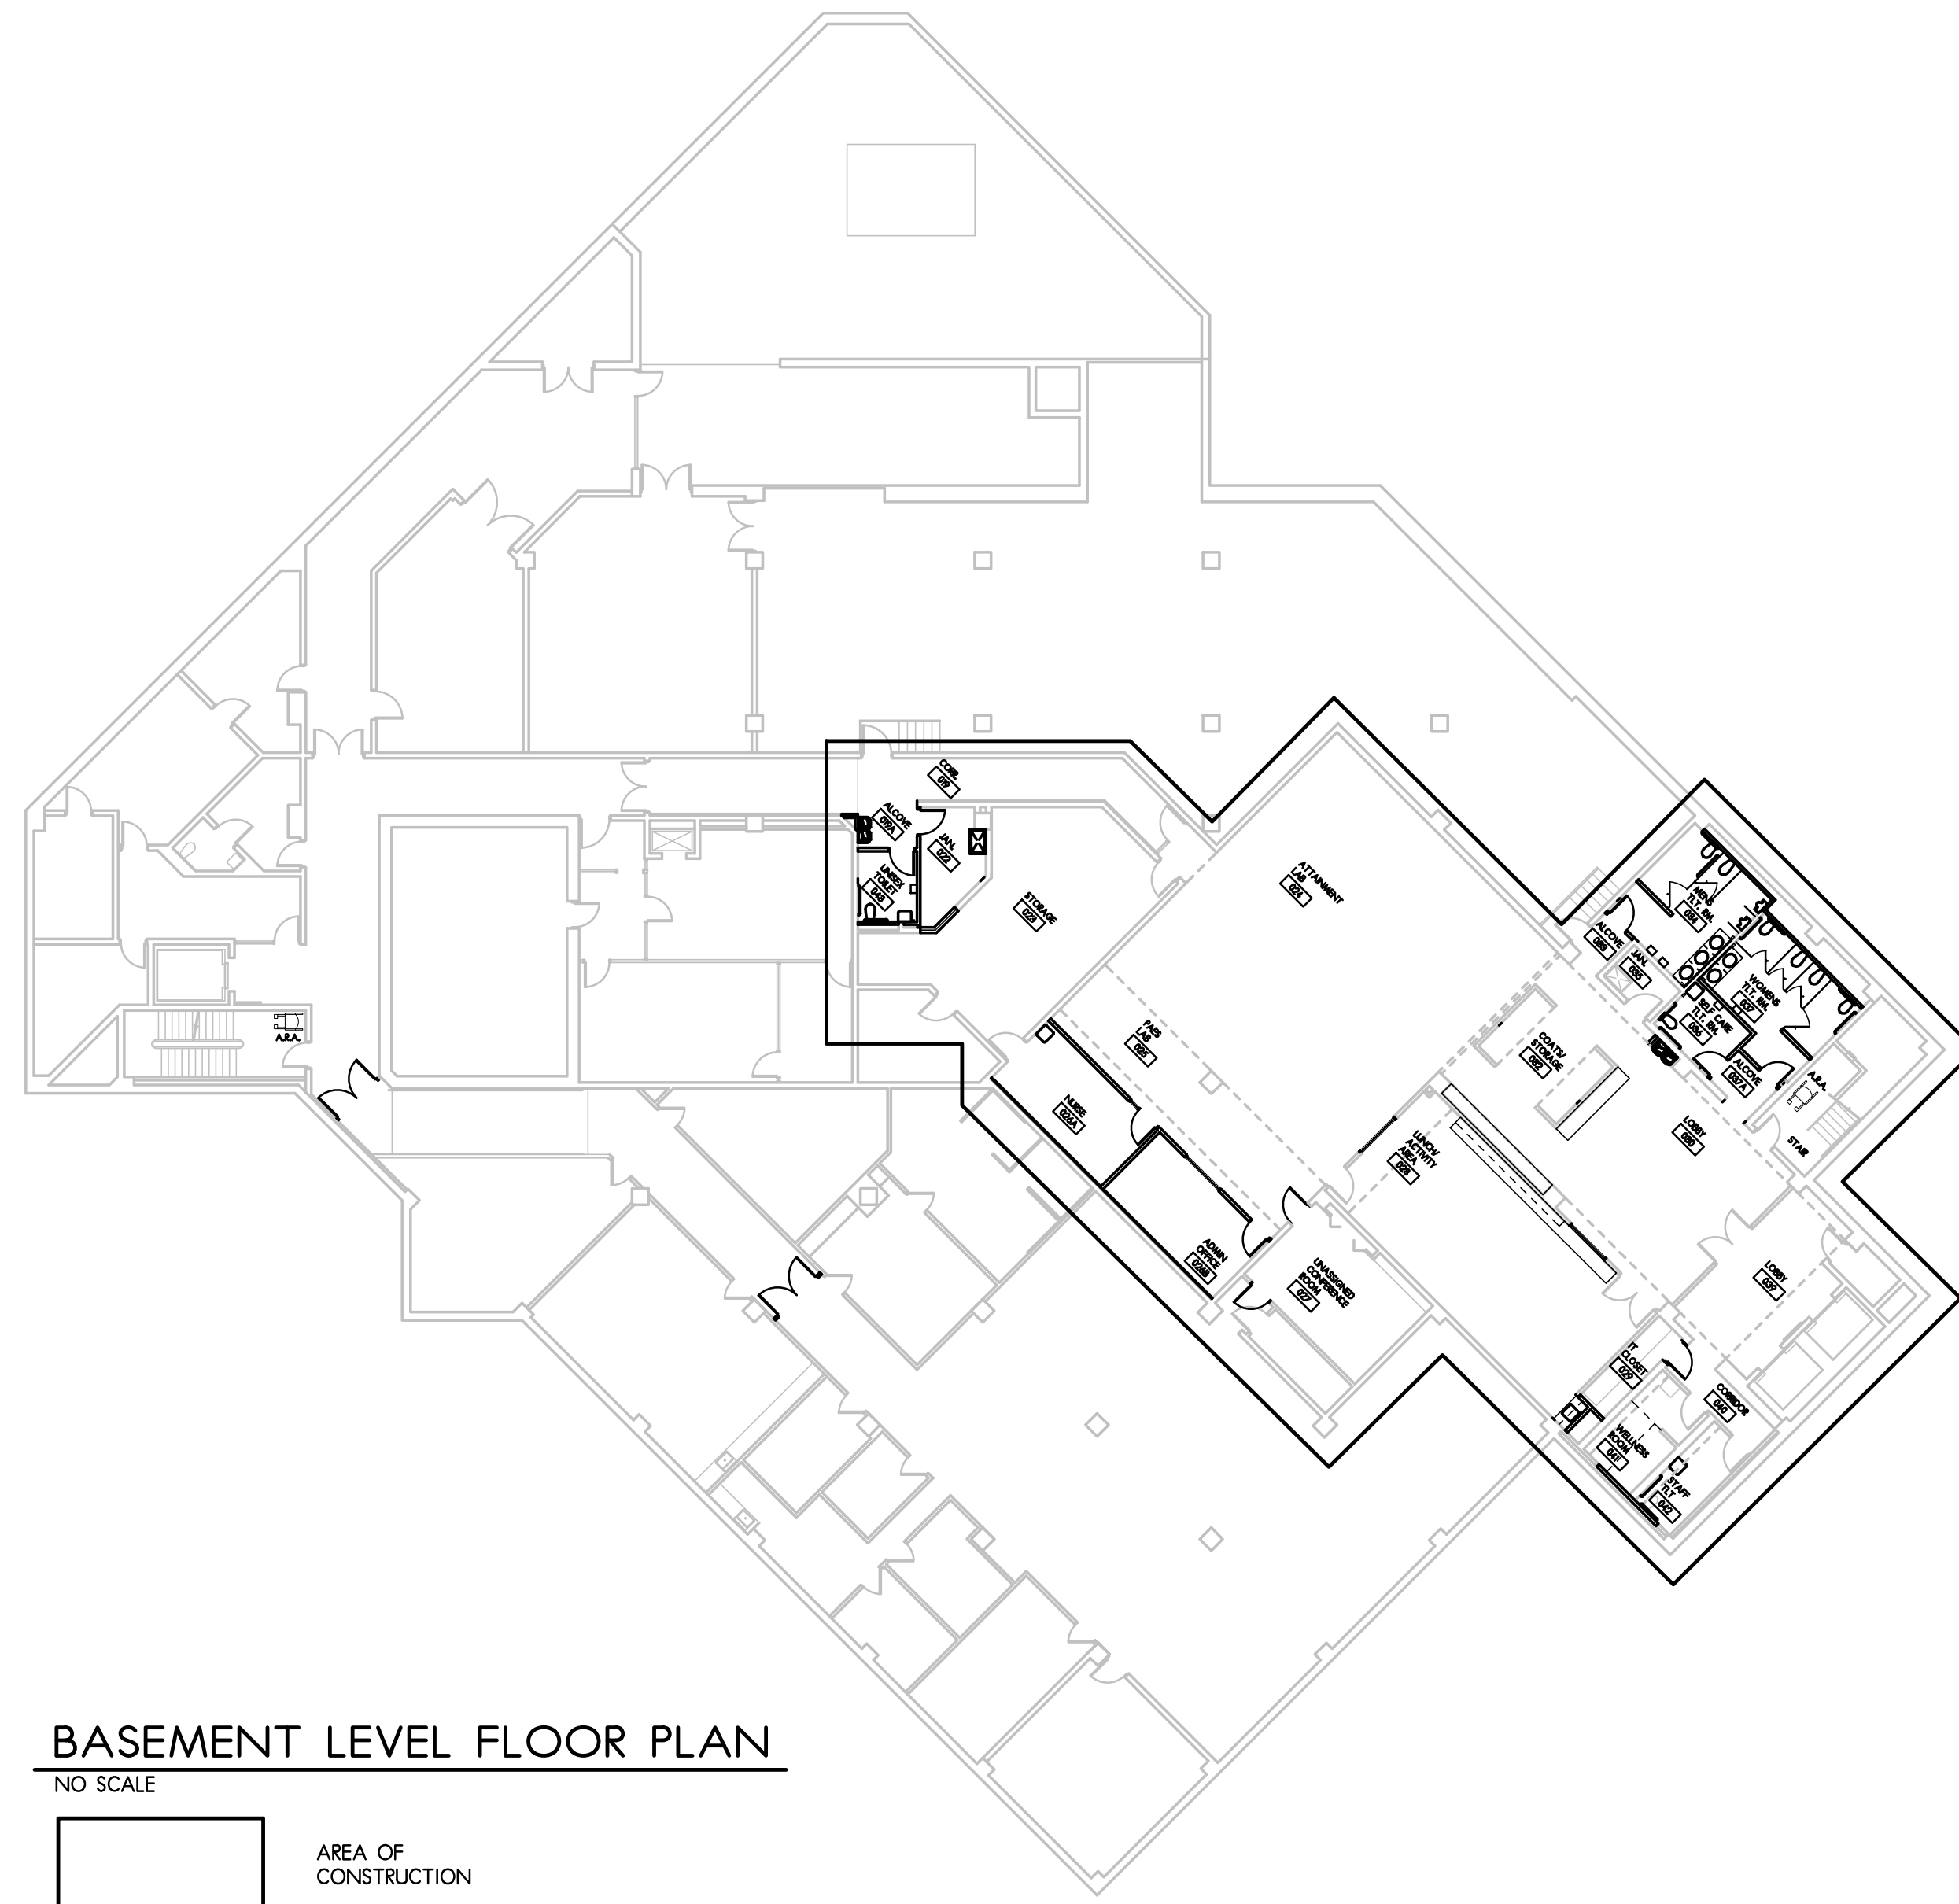 CORR.
019
ALCOVE
019A
JAN.
022
UNISEX
TOILET
043
STORAGE
023
ATTAINMENT
LAB
024
MENS
TLT. RM.
034
ALCOVE
033
JAN.
035
WOMENS
TLT. RM.
037
SELF CARE
TLT. RM.
036
ALCOVE
037A
A.R.A.
STAIR
A.R.A.
PAES
LAB
025
COATS/
STORAGE
032
NURSE
026A
LUNCH/
ACTIVITY
AREA
028
LOBBY
030
ADMIN
OFFICE
026B
UNASSIGNED
CONFERENCE
ROOM
027
LOBBY
039
IT
CLOSET
029
CORRIDOR
040
WELLNESS
ROOM
041
STAFF
TLT
042
BASEMENT LEVEL FLOOR PLAN
NO SCALE
AREA OF
CONSTRUCTION